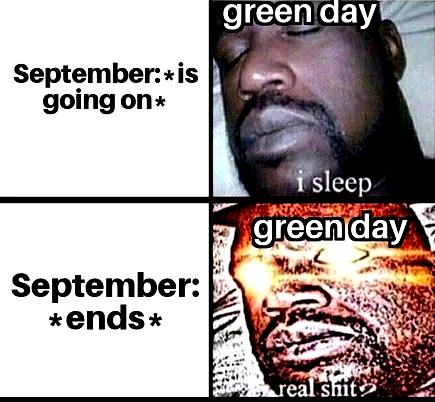 September:*is
going on*
green day
i sleep
September:
*ends*
green day
real shit?